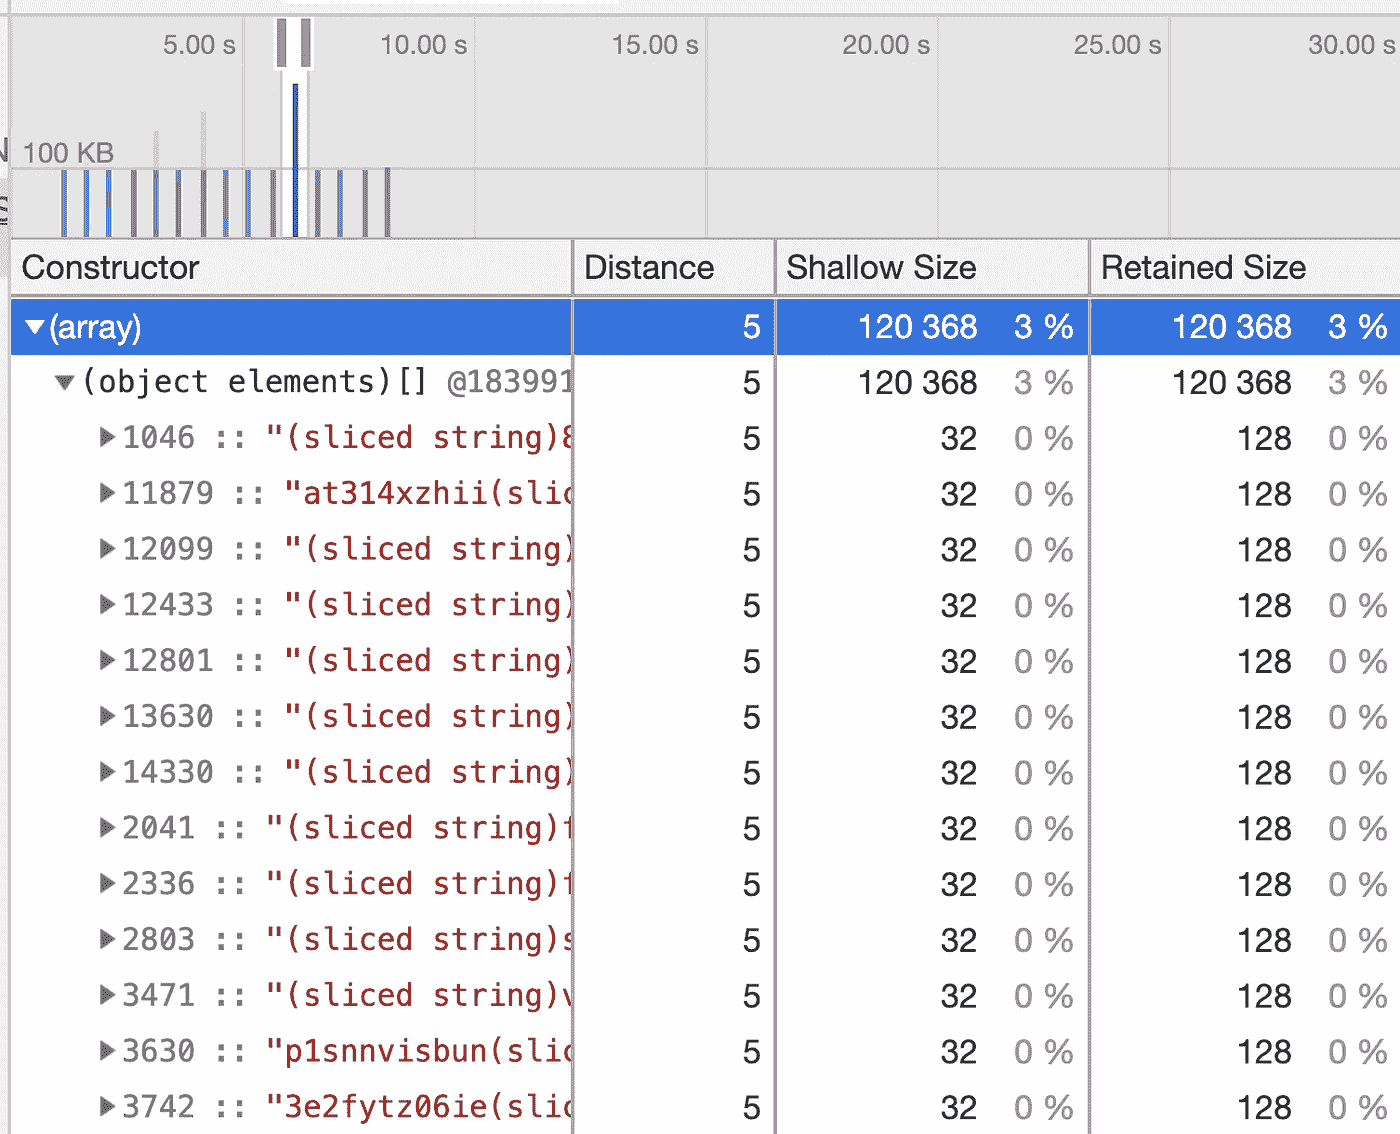 5.00 s 10.00 s 15.00 s 20.00 s 25.00 s 30.00 s
100 KB
Constructor Distance Shallow Size Retained Size
(array) 5 120 368 3 % 120 368 3 %
(object elements)[] @183991 5 120 368 3 % 120 368 3 %
1046 :: "(sliced string)8 5 32 0 % 128 0 %
11879 :: "at314xzhii(slic 5 32 0 % 128 0 %
12099 :: "(sliced string) 5 32 0 % 128 0 %
12433 :: "(sliced string) 5 32 0 % 128 0 %
12801 :: "(sliced string) 5 32 0 % 128 0 %
13630 :: "(sliced string) 5 32 0 % 128 0 %
14330 :: "(sliced string) 5 32 0 % 128 0 %
2041 :: "(sliced string)f 5 32 0 % 128 0 %
2336 :: "(sliced string)f 5 32 0 % 128 0 %
2803 :: "(sliced string)s 5 32 0 % 128 0 %
3471 :: "(sliced string)v 5 32 0 % 128 0 %
3630 :: "p1snnvisbun(slic 5 32 0 % 128 0 %
3742 :: "3e2fytz06ie(slic 5 32 0 % 128 0 %